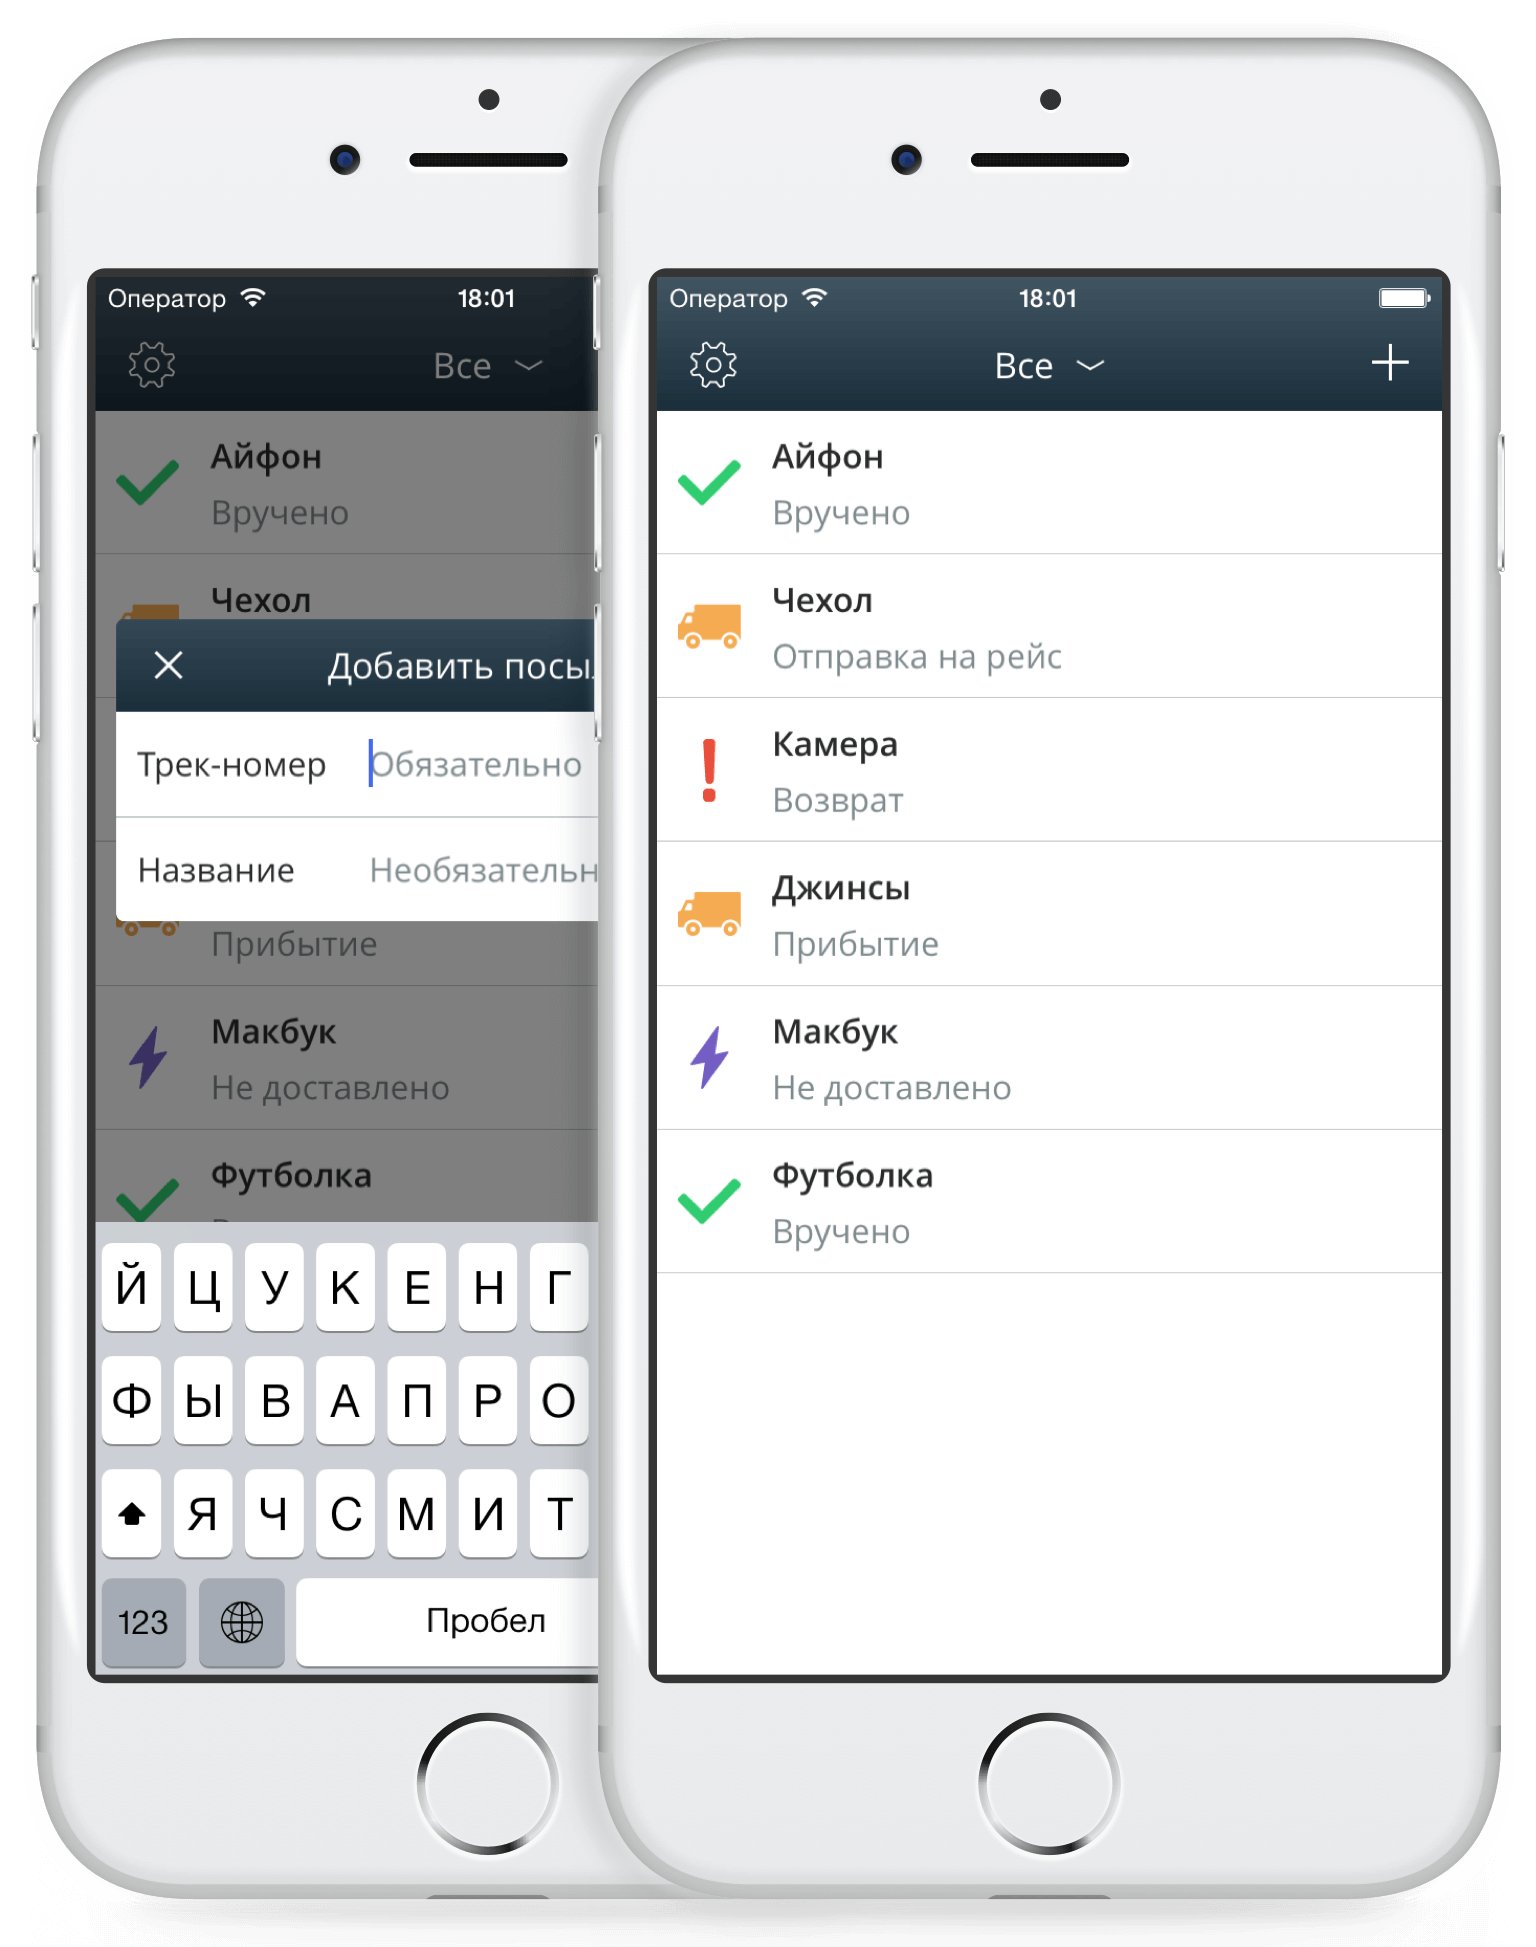 Оператор 18:01
Все
Айфон
Вручено
Чехол
Добавить
Трек-номер Обязательно
Название
Прибытие
Макбук
Не доставлено
Футболка
Й Ц У К Е Н Г
Ф Ы В А П Р О
Я Ч С М И Т
123 Пробел
Оператор 18:01
Все
Айфон
Вручено
Чехол
Отправка на рейс
Камера
Возврат
Джинсы
Прибытие
Макбук
Не доставлено
Футболка
Вручено